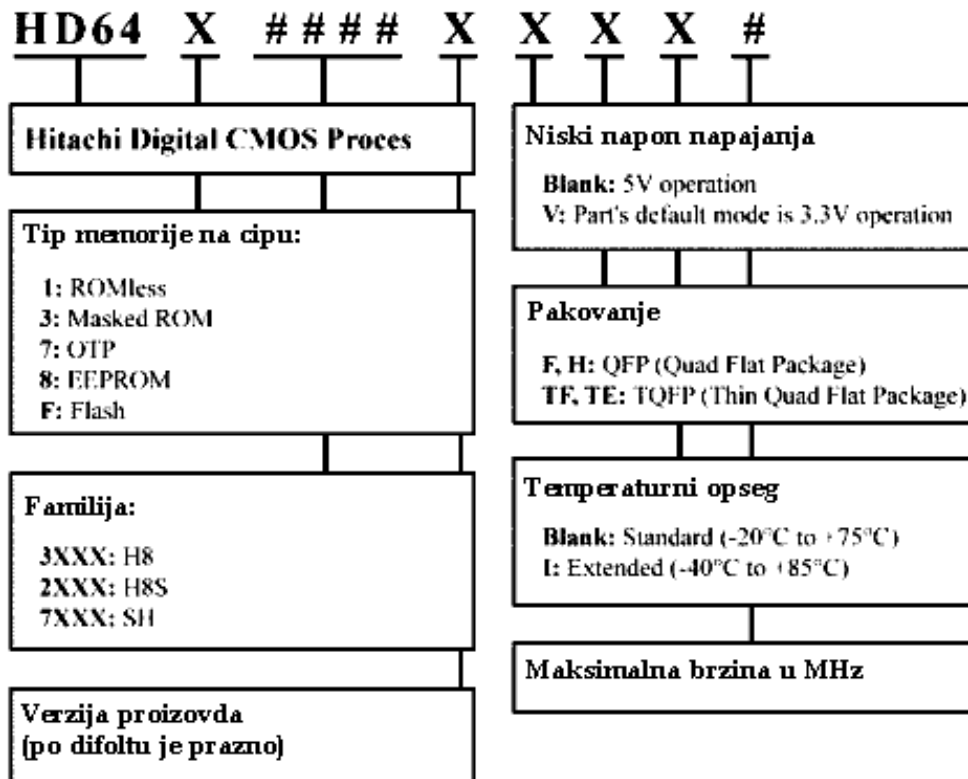 HD64 X #### X X X X #
Hitachi Digital CMOS Proces
Tip memorije na cipu:
1: ROMless
3: Masked ROM
7: OTP
8: EEPROM
F: Flash
Familija:
3XXX: H8
2XXX: H8S
7XXX: SH
Verzija proizovda
(po difoltu je prazno)
Niski napon napajanja
Blank: 5V operation
V: Part's default mode is 3.3V operation
Pakovanje
F, H: QFP (Quad Flat Package)
TF, TE: TQFP (Thin Quad Flat Package)
Temperaturni opseg
Blank: Standard (-20°C to +75°C)
I: Extended (-40°C to +85°C)
Maksimalna brzina u MHz